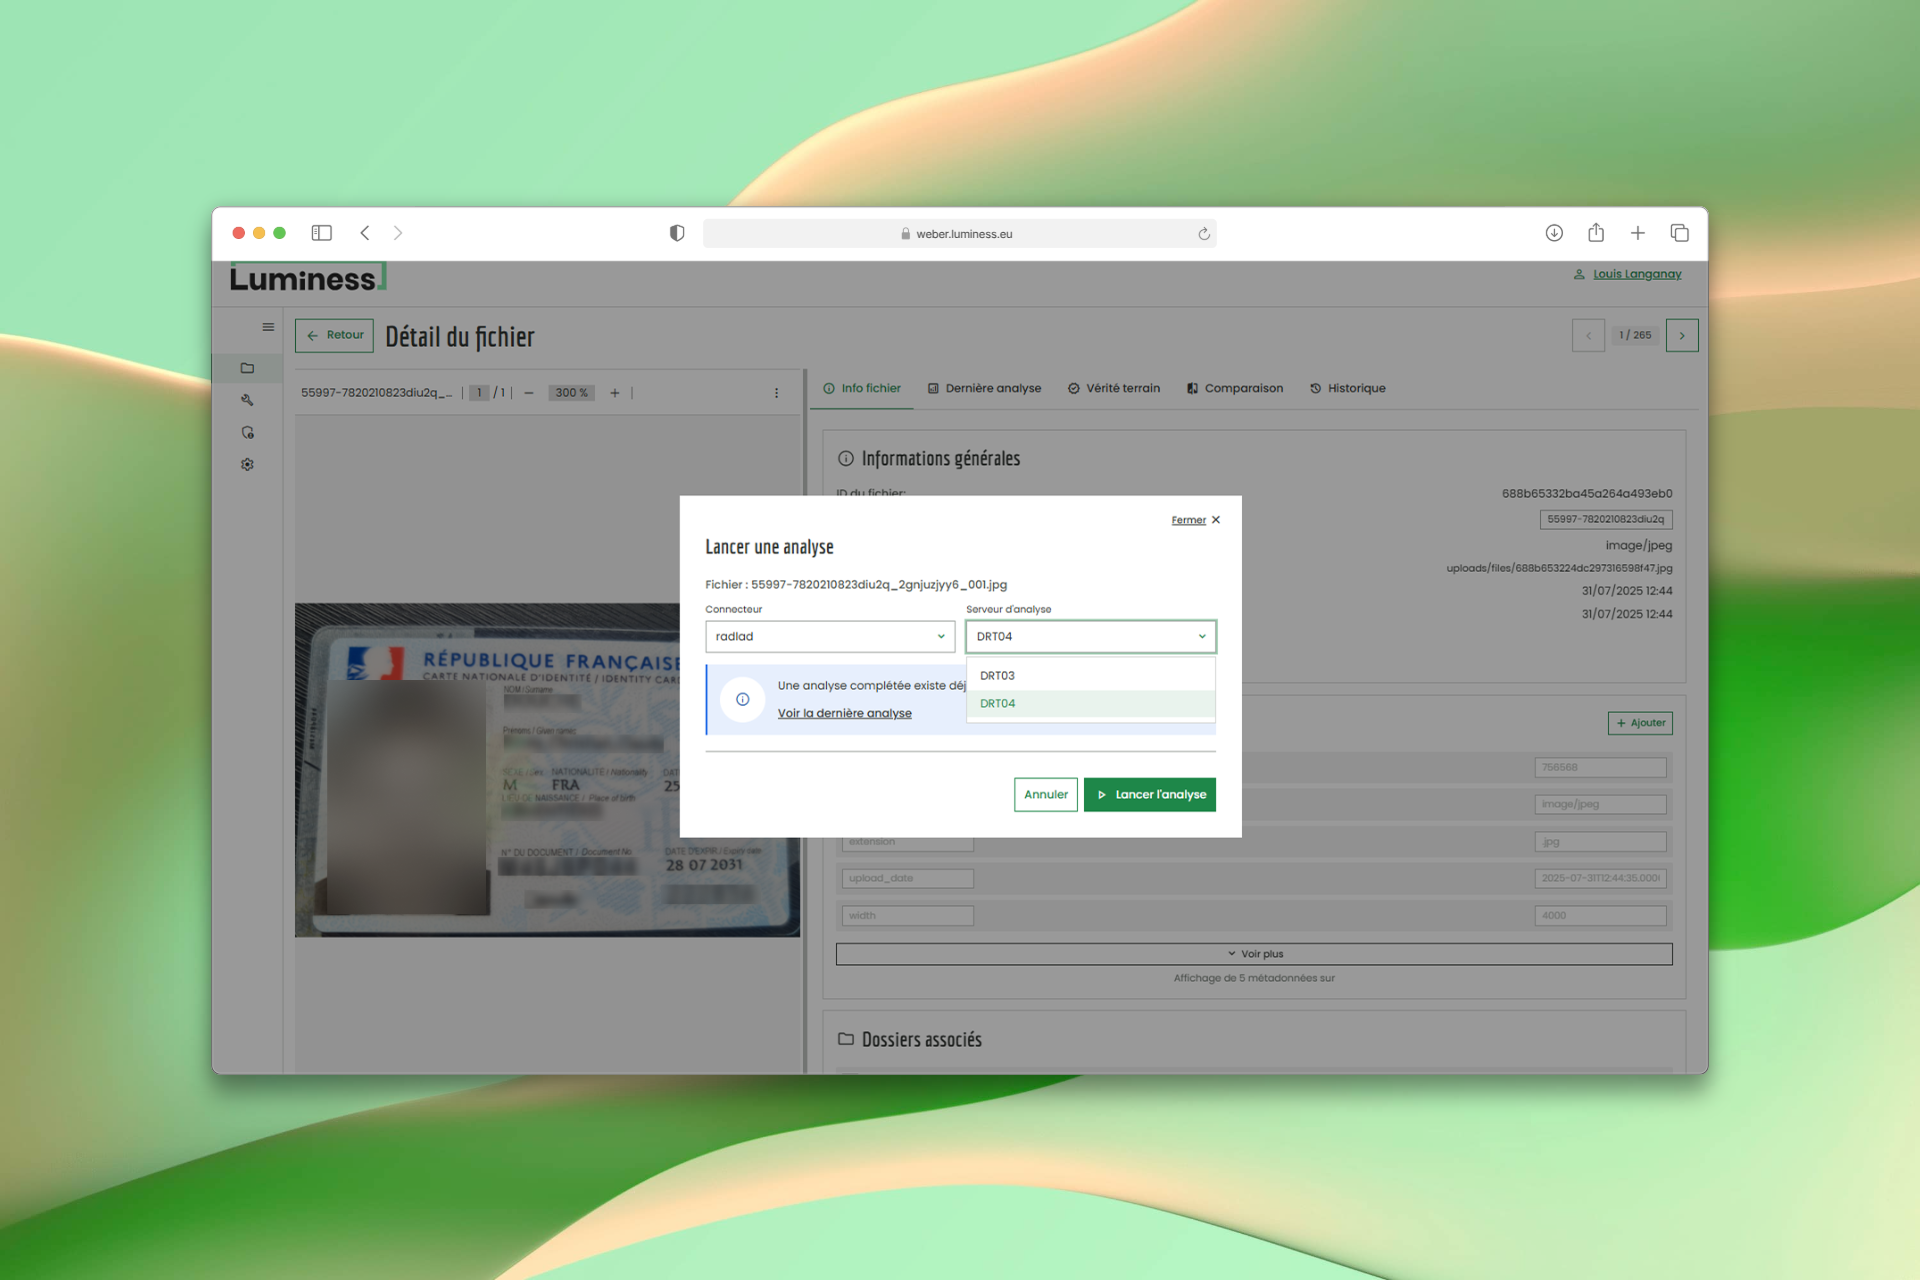 weber.luminess.eu
Luminess
Louis Langanay
Retour
Détail du fichier
1 / 265
55997-7820210823diu2q_... | 1 / 1 | − 300 % + |
Info fichier
Dernière analyse
Vérité terrain
Comparaison
Historique
Informations générales
ID du fichier:
688b65332ba45a264a493eb0
55997-7820210823diu2q
image/jpeg
uploads/files/688b653224dc297316598f47.jpg
31/07/2025 12:44
31/07/2025 12:44
Fermer
Lancer une analyse
Fichier : 55997-7820210823diu2q_2gnjuzjyy6_001.jpg
Connecteur
Serveur d'analyse
radlad
DRT04
DRT03
DRT04
Une analyse complétée existe déj
Voir la dernière analyse
Annuler
Lancer l'analyse
RÉPUBLIQUE FRANÇAISE
CARTE NATIONALE D'IDENTITÉ / IDENTITY CARD
NOM / Surname
Prénoms / Given names
SEXE / Sex NATIONALITÉ / Nationality DAT
M FRA 25
LIEU DE NAISSANCE / Place of birth
N° DU DOCUMENT / Document No DATE D'EXPIR. / Expiry date
28 07 2031
+ Ajouter
756568
image/jpeg
extension
.jpg
upload_date
2025-07-31T12:44:35.000
width
4000
Voir plus
Affichage de 5 métadonnées sur
Dossiers associés